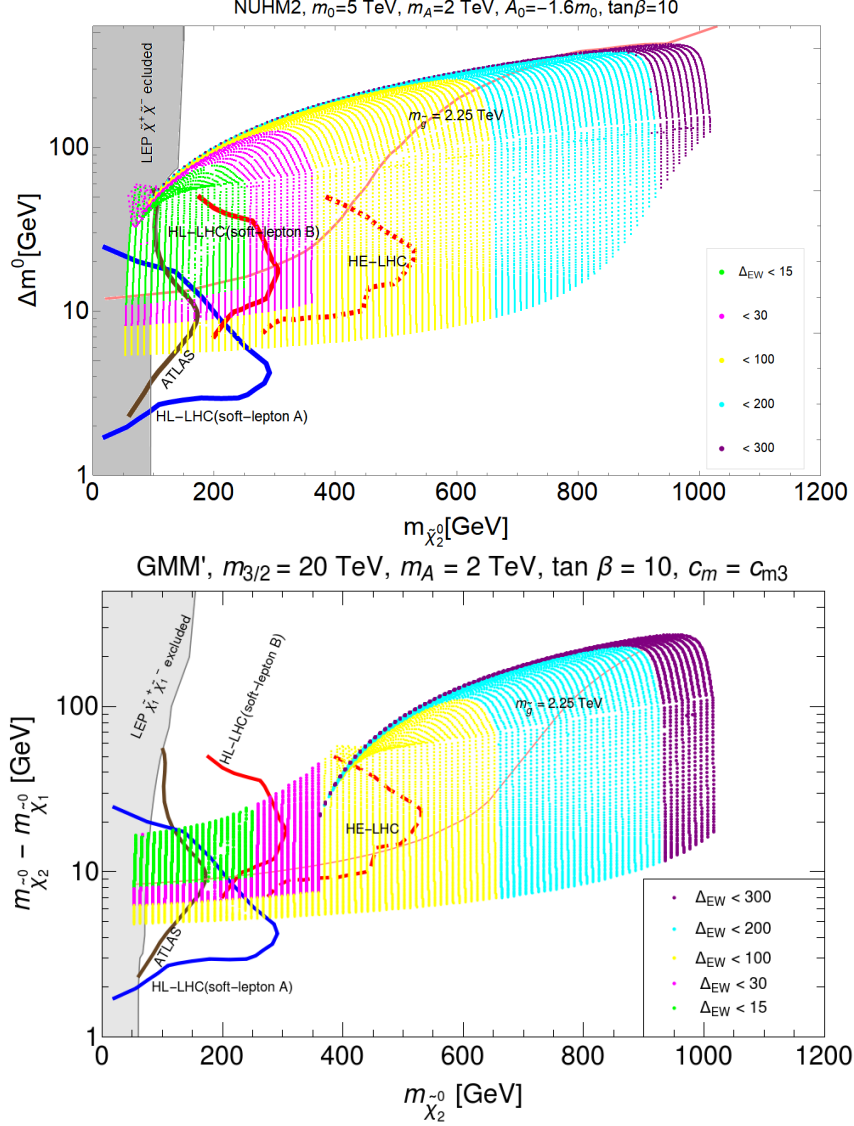 NUHM2, m₀=5 TeV, m_A=2 TeV, A₀=−1.6m₀, tanβ=10
LEP χ̃⁺χ̃⁻ ecluded
m_g̃ = 2.25 TeV
100
HL−LHC(soft−lepton B)
HE−LHC
Δm⁰[GeV]
10
ATLAS
HL−LHC(soft−lepton A)
1
Δ_EW < 15
< 30
< 100
< 200
< 300
0 200 400 600 800 1000 1200
m_χ̃₂⁰[GeV]
GMM', m_3/2 = 20 TeV, m_A = 2 TeV, tan β = 10, c_m = c_m3
LEP χ̃₁⁺χ̃₁⁻ excluded
HL−LHC(soft−lepton B)
m_g̃ = 2.25 TeV
100
HE−LHC
m_χ̃₂⁰ − m_χ̃₁⁰ [GeV]
10
ATLAS
HL−LHC(soft−lepton A)
1
Δ_EW < 300
Δ_EW < 200
Δ_EW < 100
Δ_EW < 30
Δ_EW < 15
0 200 400 600 800 1000 1200
m_χ̃₂⁰ [GeV]